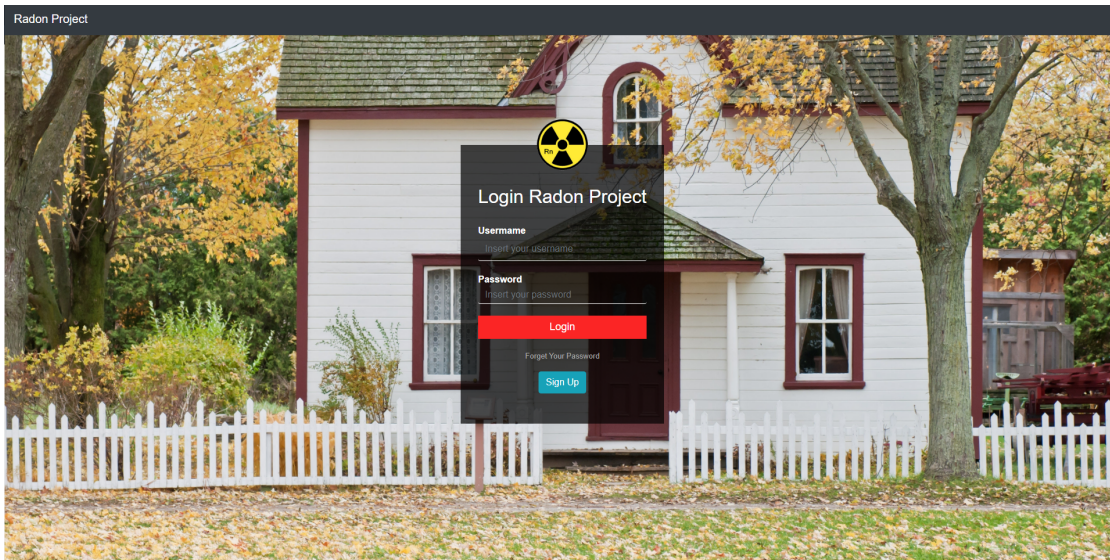 Radon Project
Rn
Login Radon Project
Username
Insert your username
Password
Insert your password
Login
Forget Your Password
Sign Up